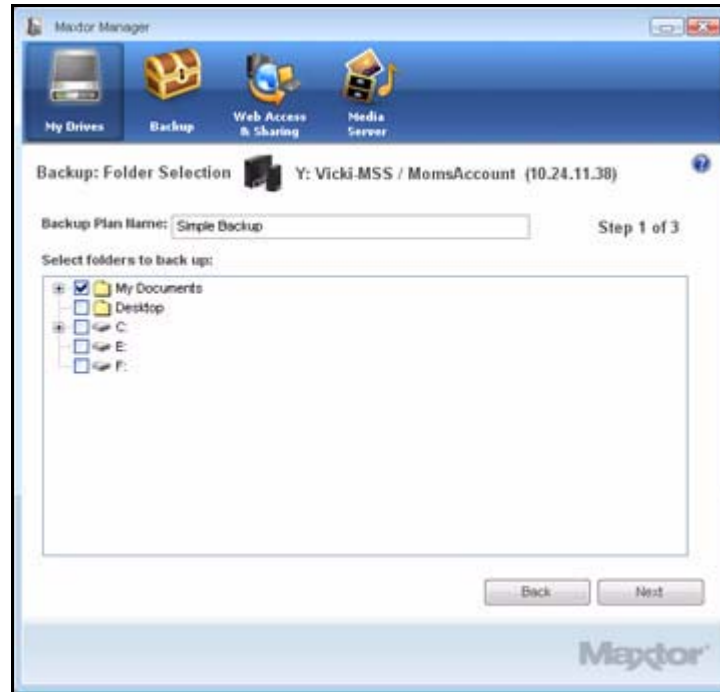 Maxtor Manager
My Drives
Backup
Web Access
& Sharing
Media
Server
Backup: Folder Selection
Y: Vicki-MSS / MomsAccount (10.24.11.38)
Backup Plan Name: Simple Backup
Step 1 of 3
Select folders to back up:
My Documents
Desktop
C:
E:
F:
Back
Next
Maxtor